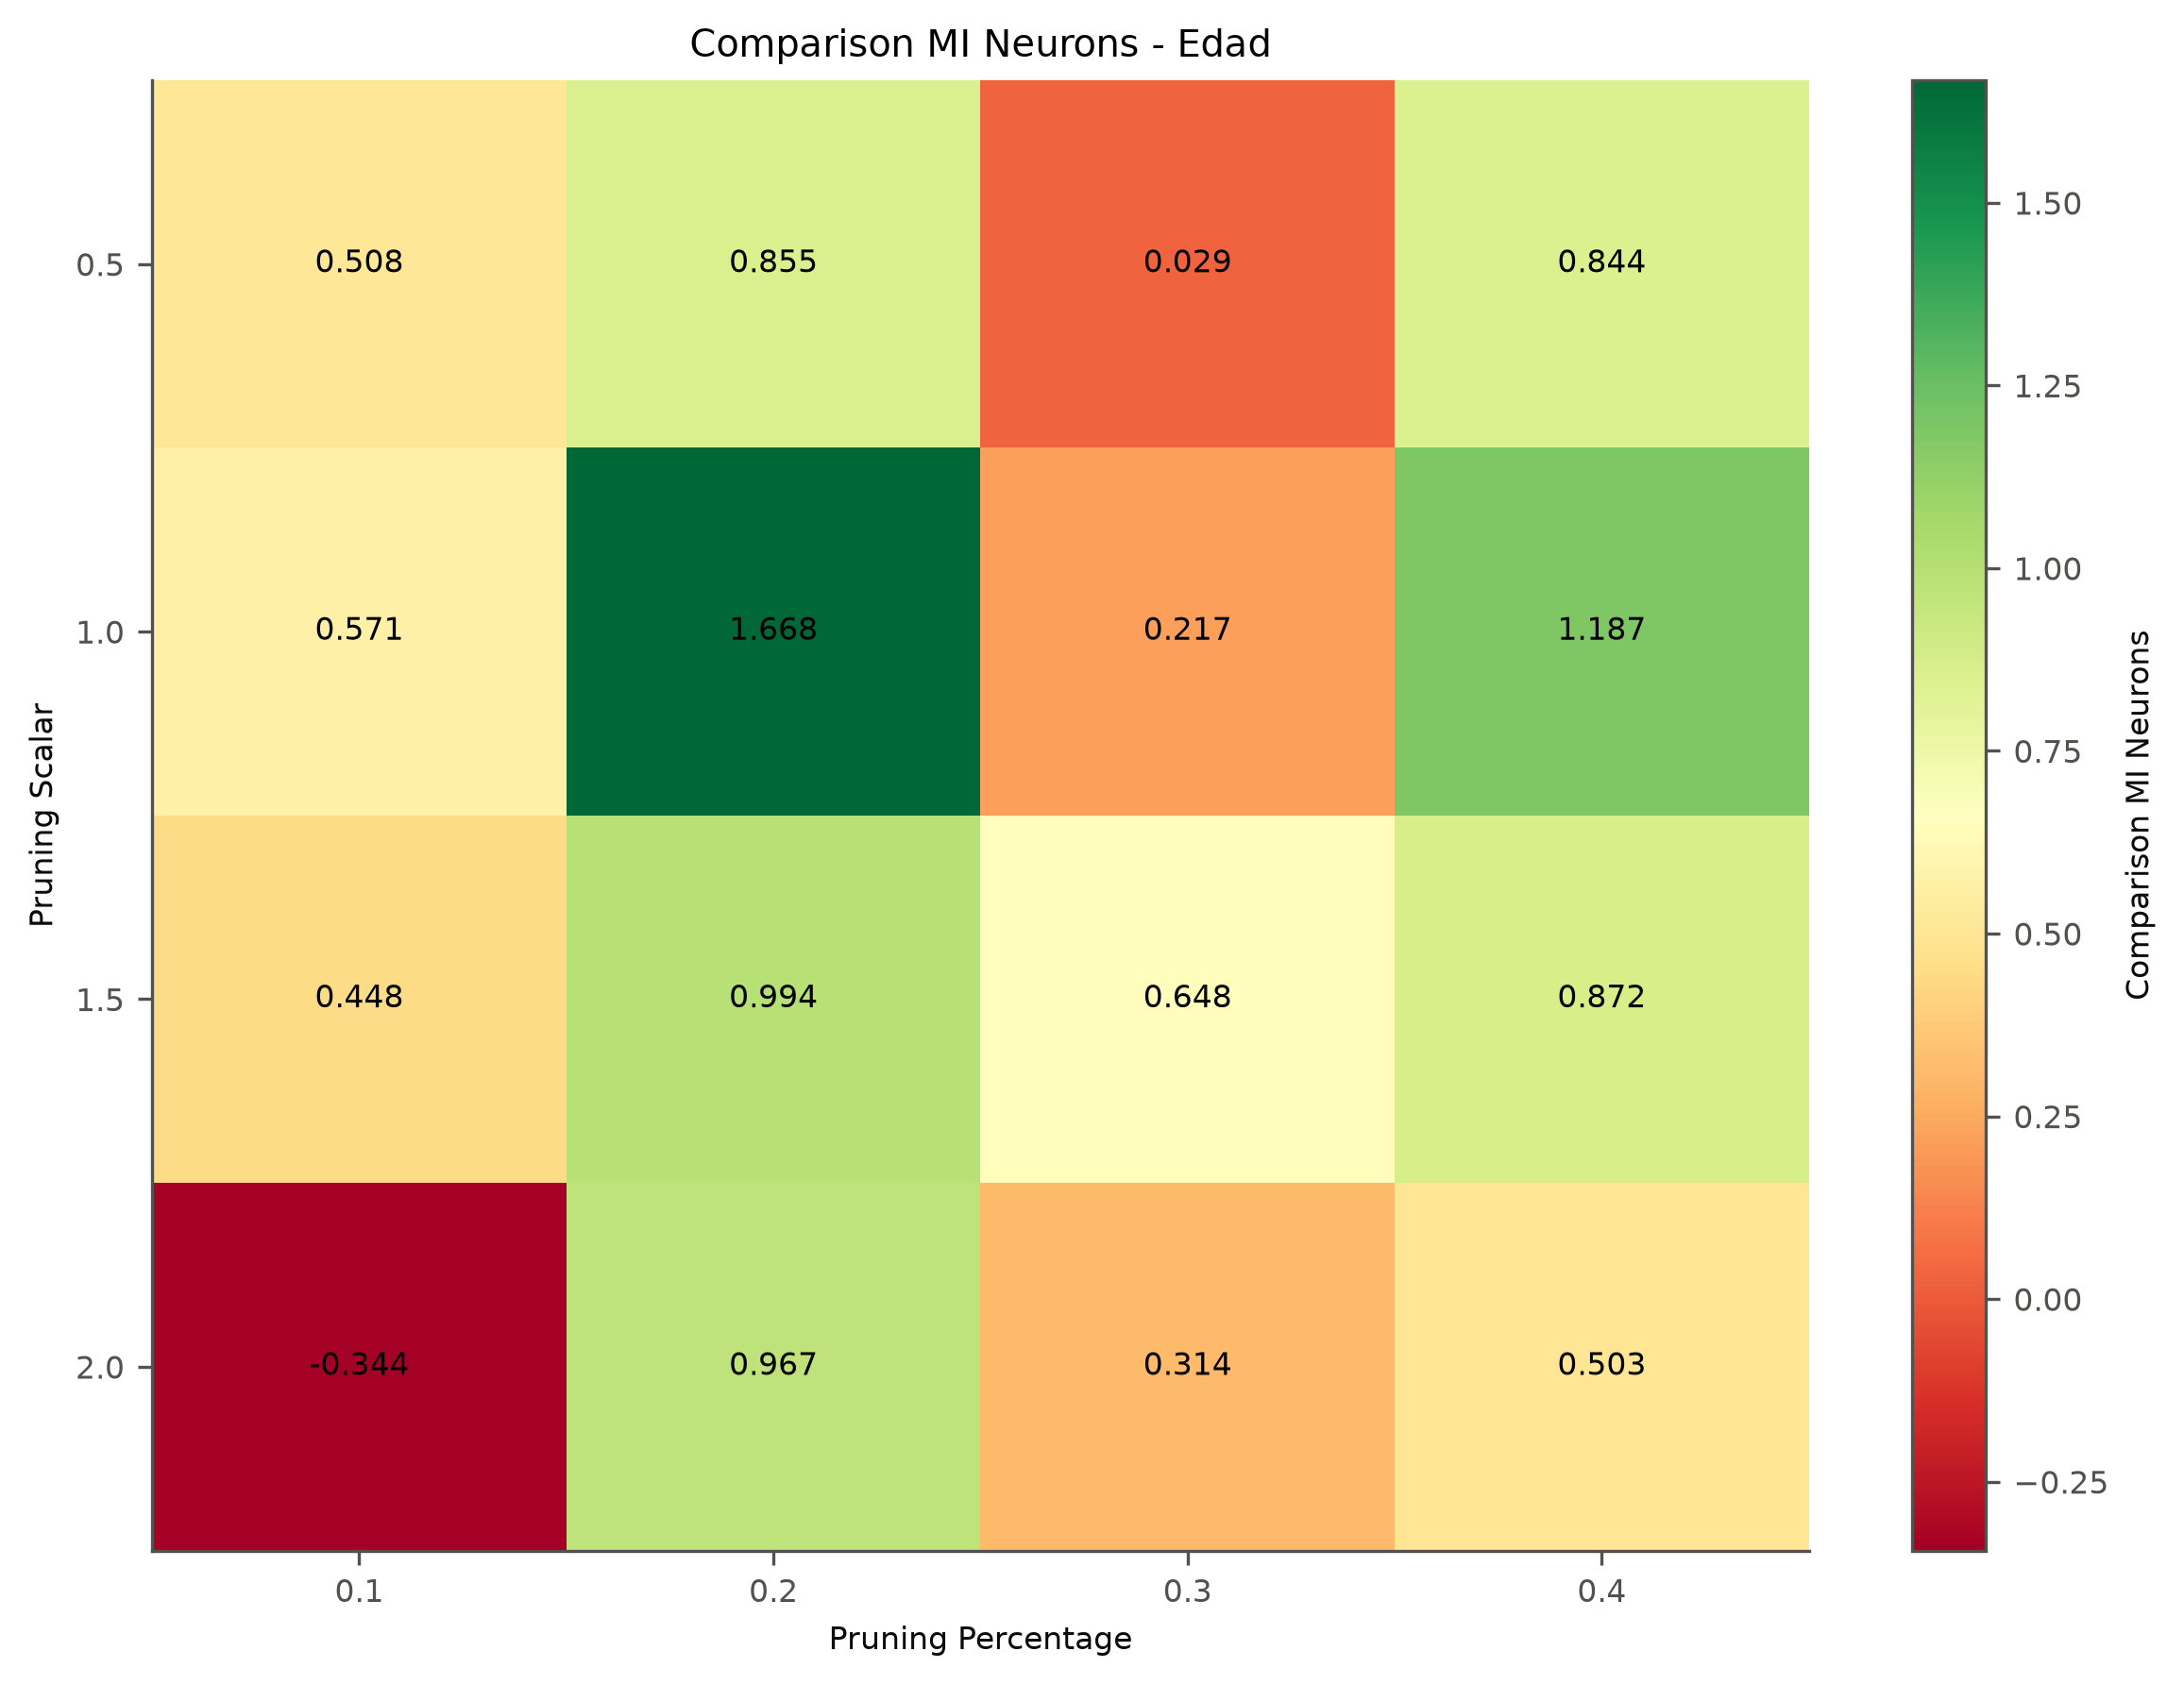 Comparison MI Neurons - Edad
Pruning Scalar
0.5
0.508 0.855 0.029 0.844
1.0
0.571 1.668 0.217 1.187
1.5
0.448 0.994 0.648 0.872
2.0
-0.344 0.967 0.314 0.503
0.1 0.2 0.3 0.4
Pruning Percentage
1.50
1.25
1.00
0.75
0.50
0.25
0.00
−0.25
Comparison MI Neurons